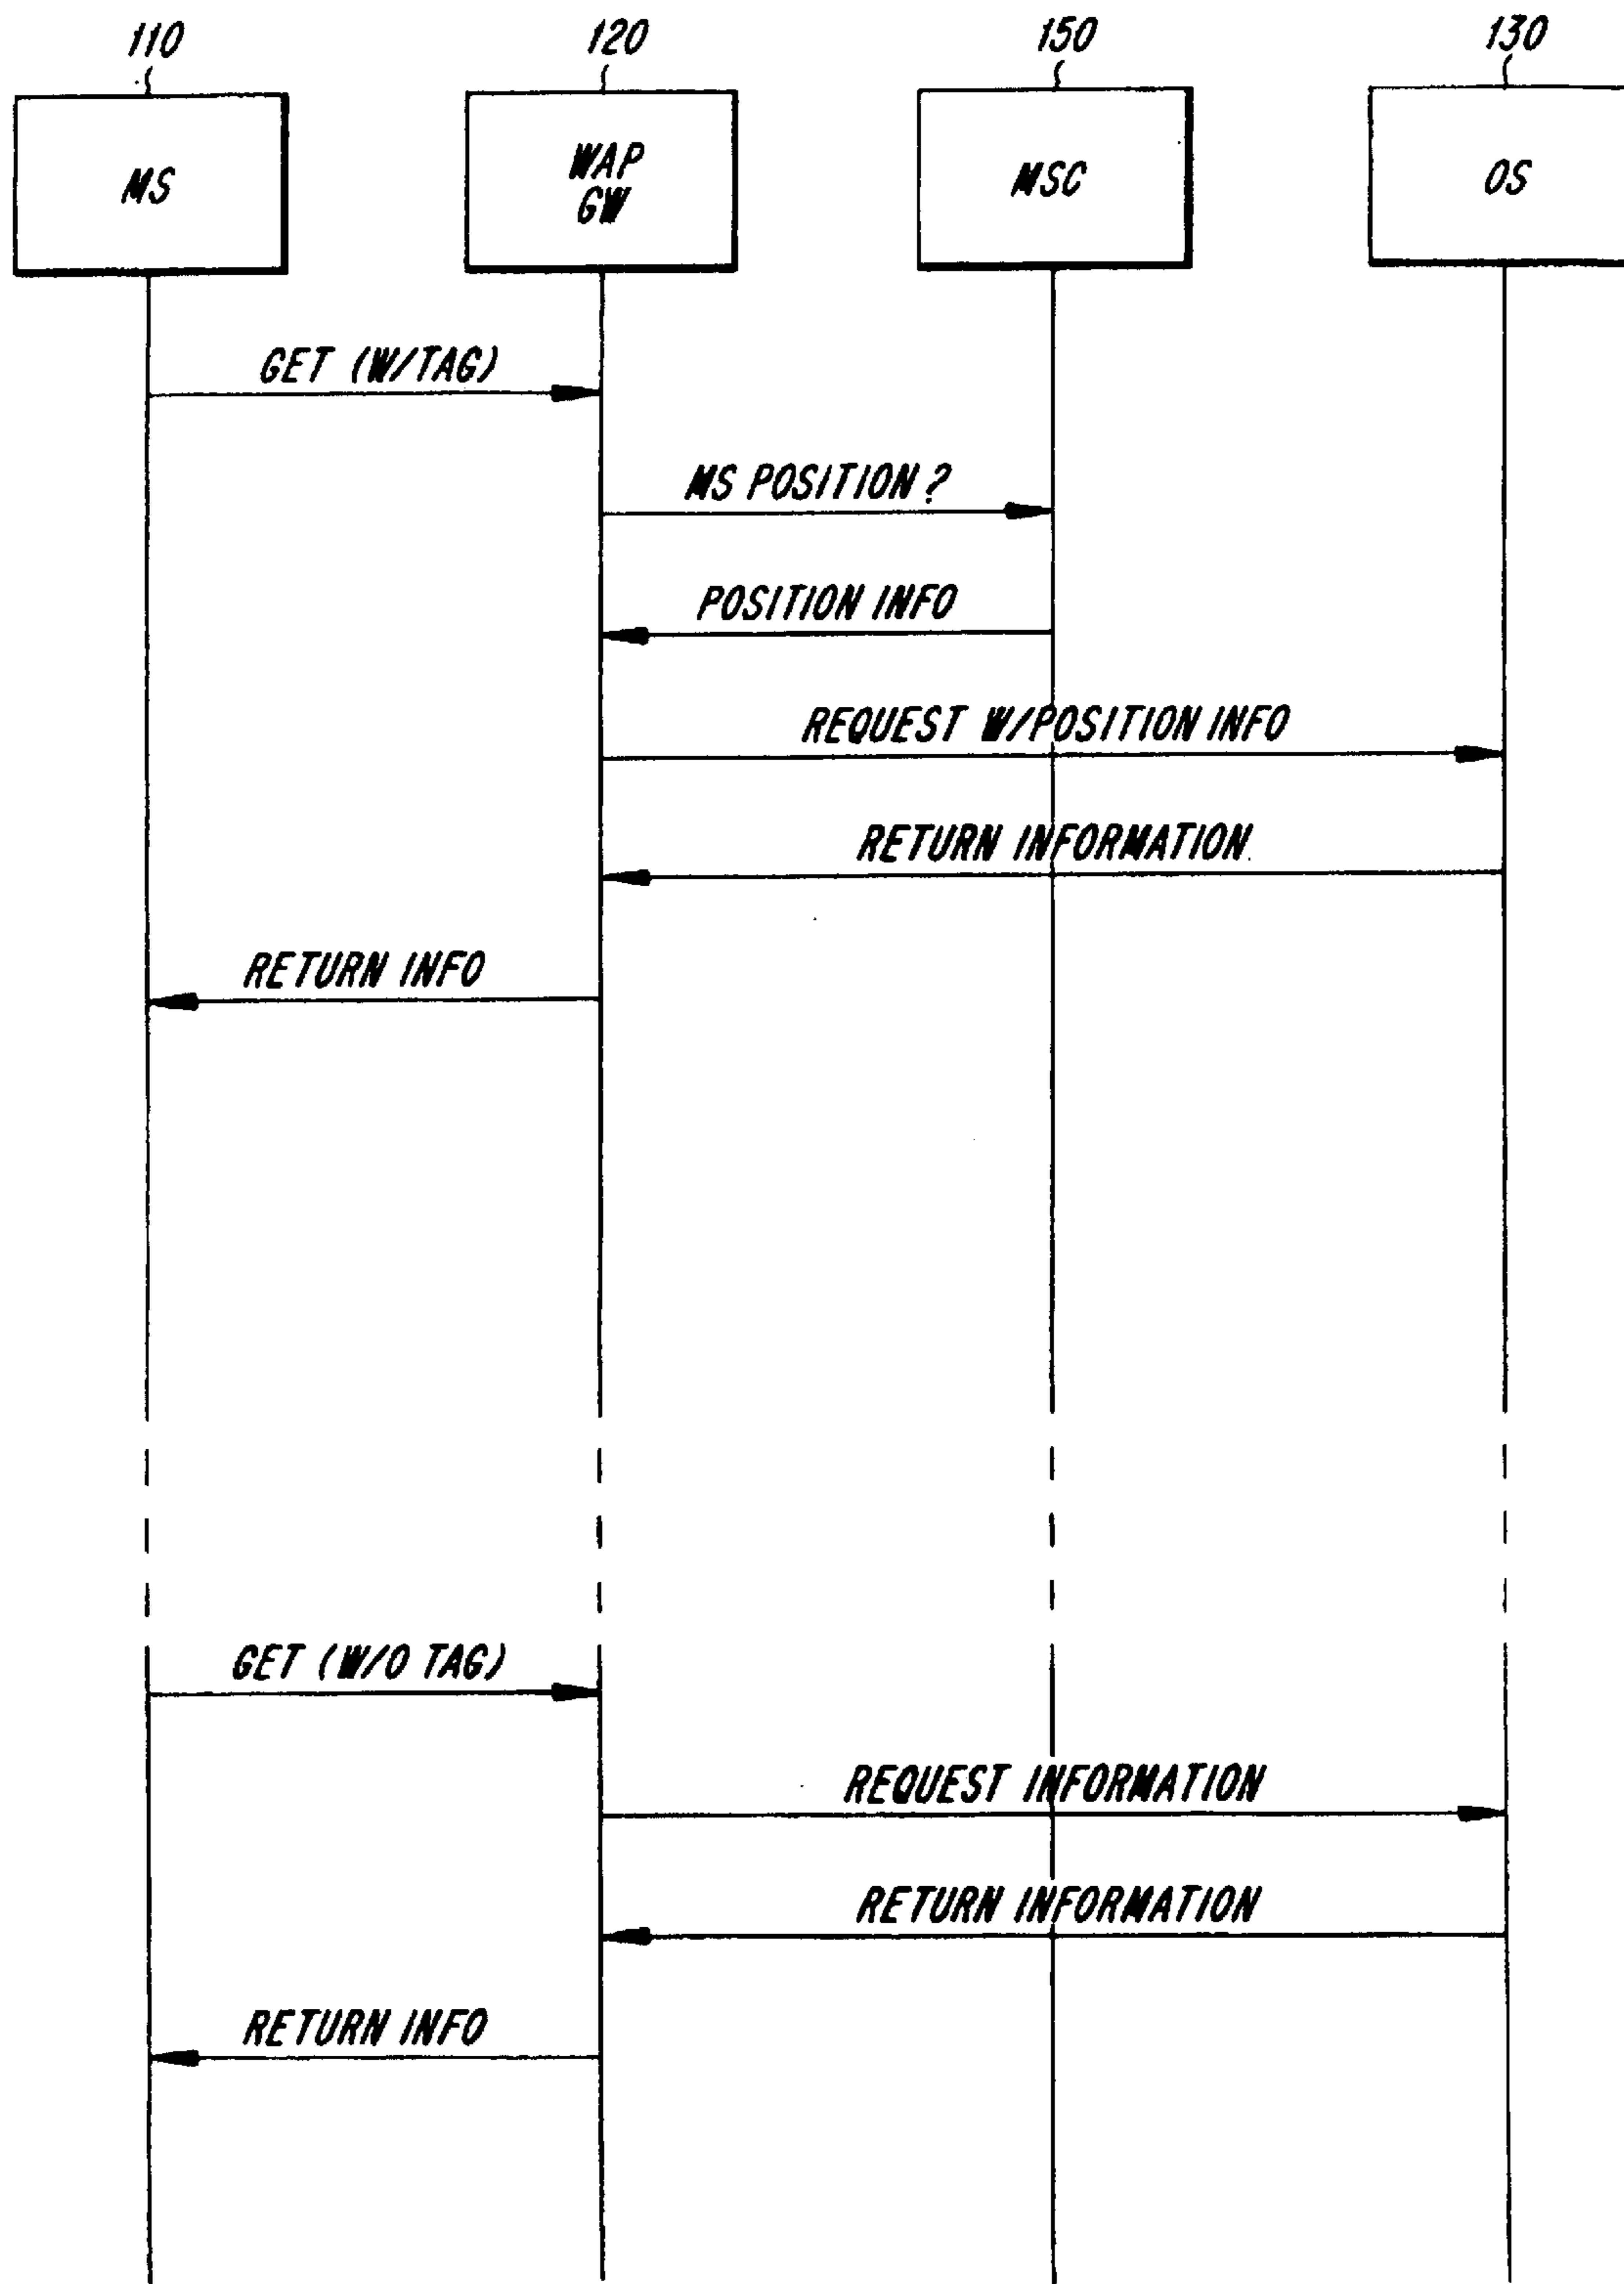 110
120
150
130
MS
WAP
GW
MSC
OS
GET (W/TAG)
MS POSITION?
POSITION INFO
REQUEST W/POSITION INFO
RETURN INFORMATION
RETURN INFO
GET (W/O TAG)
REQUEST INFORMATION
RETURN INFORMATION
RETURN INFO